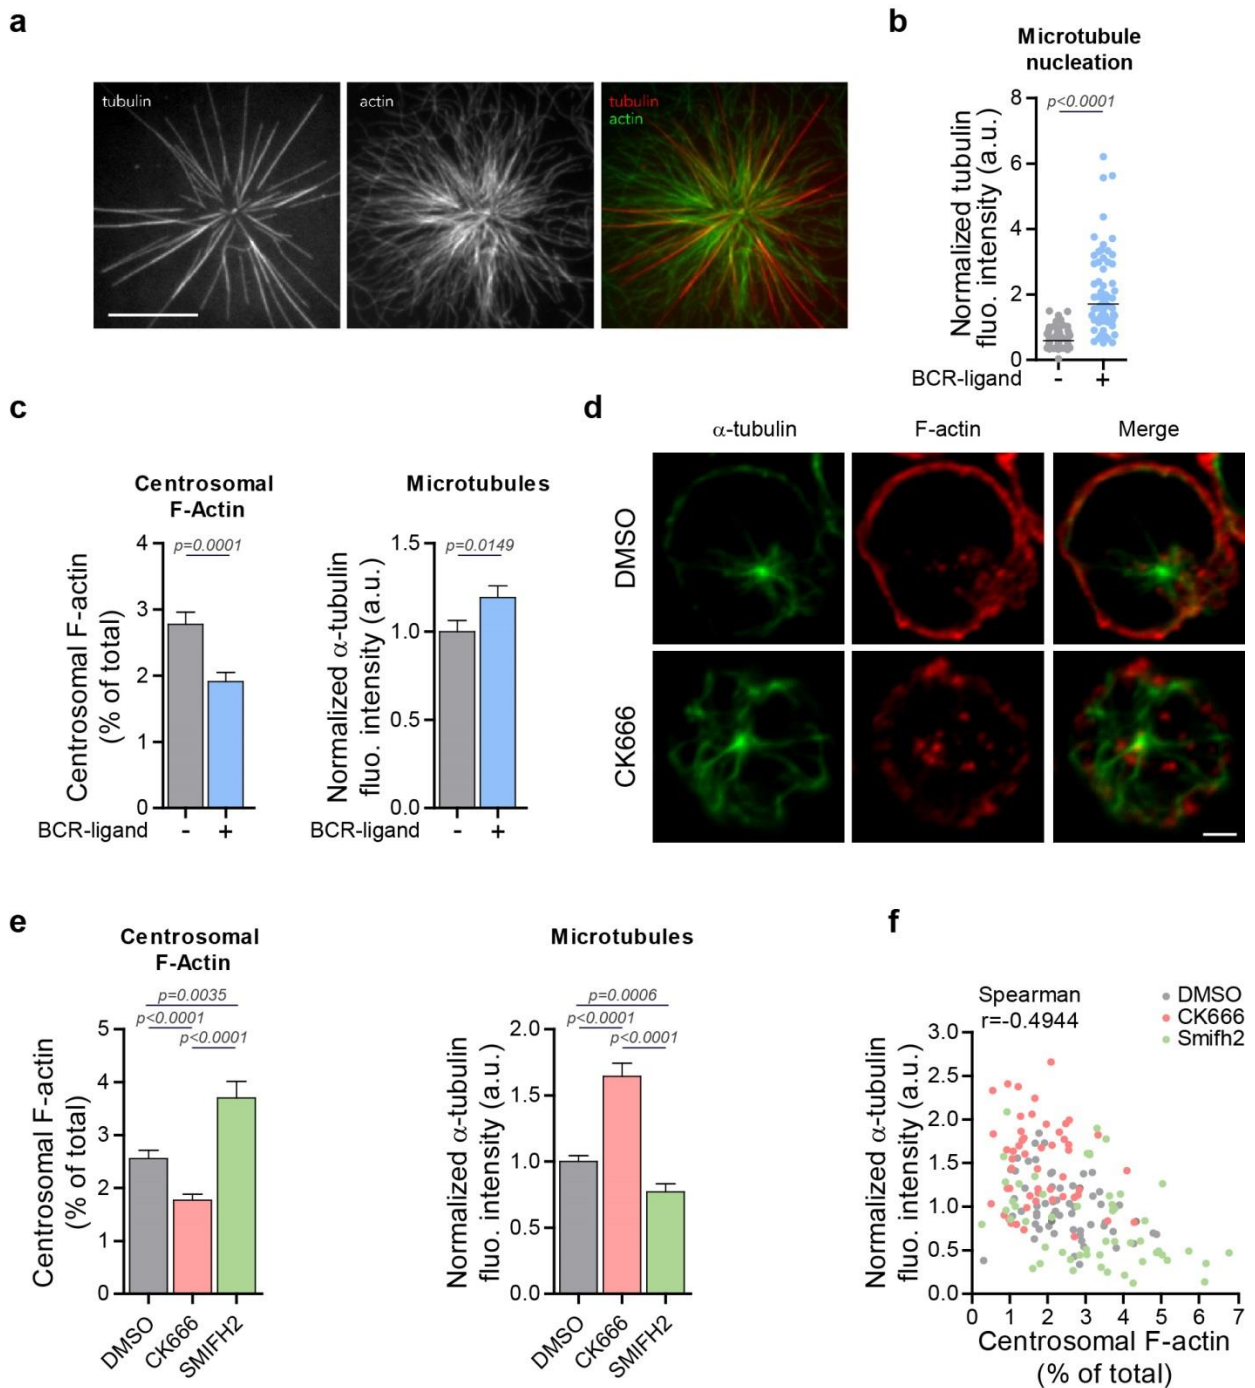 a
tubulin
actin
tubulin
actin
b
Microtubule
nucleation
p<0.0001
Normalized tubulin
fluo. intensity (a.u.)
8
6
4
2
0
BCR-ligand - +
c
Centrosomal
F-Actin
p=0.0001
Centrosomal F-actin
(% of total)
4
3
2
1
0
BCR-ligand - +
Microtubules
p=0.0149
Normalized α-tubulin
fluo. intensity (a.u.)
1.5
1.0
0.5
0.0
BCR-ligand - +
d
α-tubulin F-actin Merge
DMSO
CK666
e
Centrosomal
F-Actin
p=0.0035
p<0.0001
p<0.0001
Centrosomal F-actin
(% of total)
5
4
3
2
1
0
DMSO
CK666
SMIFH2
Microtubules
p=0.0006
p<0.0001
p<0.0001
Normalized α-tubulin
fluo. intensity (a.u.)
2.0
1.5
1.0
0.5
0.0
DMSO
CK666
SMIFH2
f
Spearman
r=-0.4944
DMSO
CK666
Smifh2
Normalized α-tubulin
fluo. intensity (a.u.)
3.0
2.5
2.0
1.5
1.0
0.5
0.0
0 1 2 3 4 5 6 7
Centrosomal F-actin
(% of total)